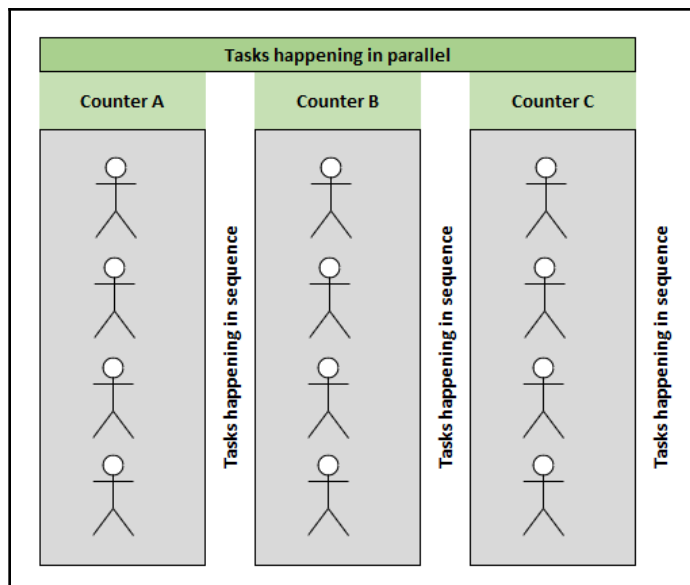 Tasks happening in parallel
Counter A
Counter B
Counter C
Tasks happening in sequence
Tasks happening in sequence
Tasks happening in sequence